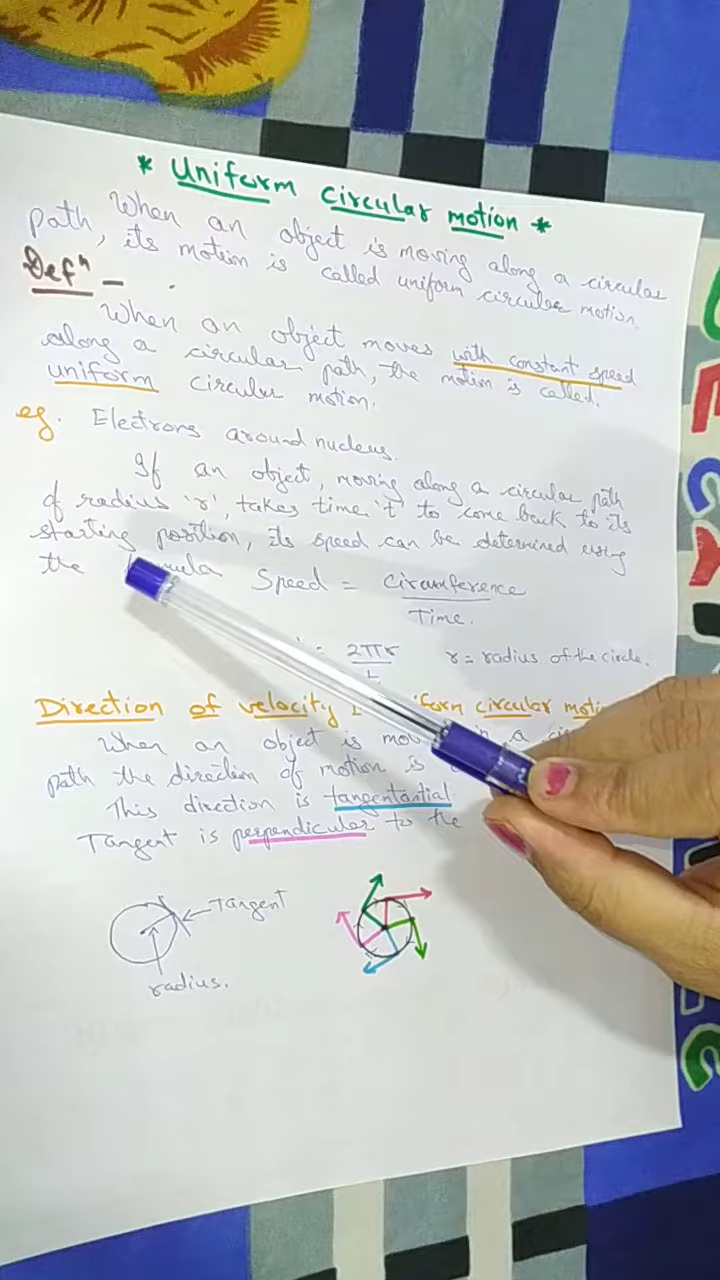 * Uniform Circular motion *
When an object is moving along a circular
path, its motion is called uniform circular motion.
Defⁿ -
When an object moves with constant speed
along a circular path, the motion is called
uniform circular motion.
eg. Electrons around nucleus.
If an object, moving along a circular path
of radius 'r', takes time 't' to come back to its
starting position, its speed can be determined using
the Speed = Circumference
Time.
= 2πr r = radius of the circle.
t
Direction of velocity circular
When an object is in a
path the direction of motion is
This direction is tangentantial
Tangent is perpendicular to the
Tangent
radius.